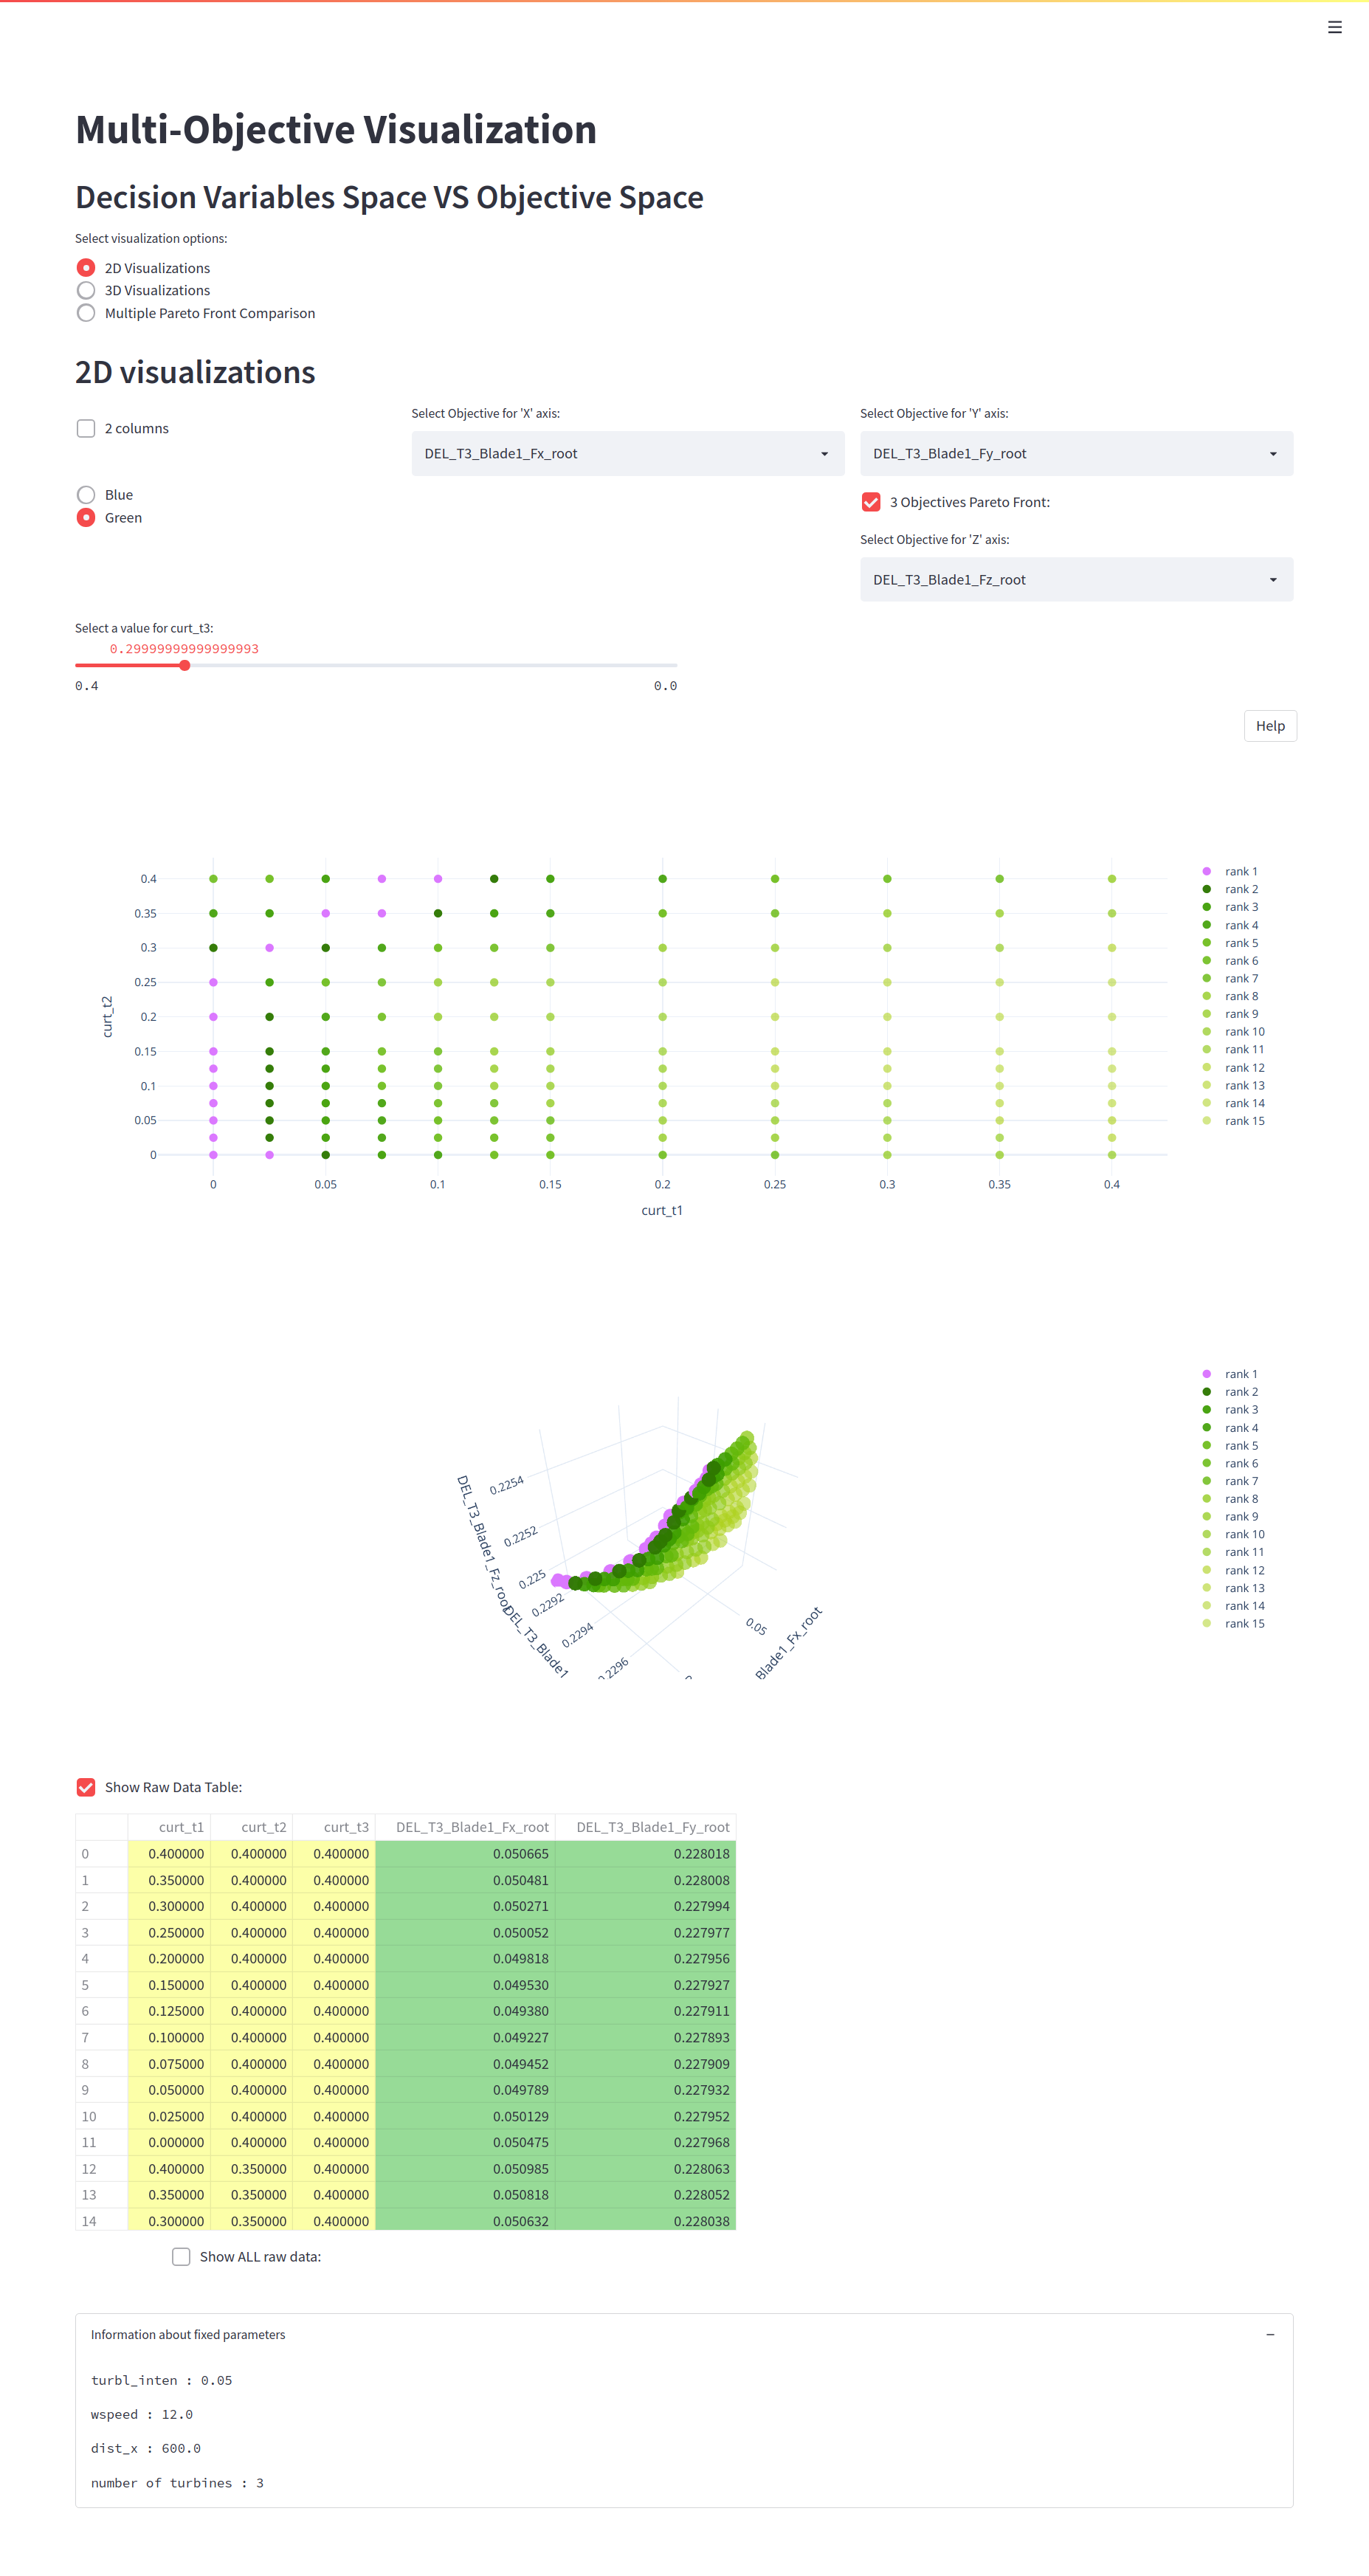 Multi-Objective Visualization
Decision Variables Space VS Objective Space
Select visualization options:
2D Visualizations
3D Visualizations
Multiple Pareto Front Comparison
2D visualizations
2 columns
Blue
Green
Select Objective for 'X' axis:
DEL_T3_Blade1_Fx_root
Select Objective for 'Y' axis:
DEL_T3_Blade1_Fy_root
3 Objectives Pareto Front:
Select Objective for 'Z' axis:
DEL_T3_Blade1_Fz_root
Select a value for curt_t3:
0.29999999999999993
0.4 0.0
Help
0.4
0.35
0.3
0.25
0.2
0.15
0.1
0.05
0
curt_t2
0 0.05 0.1 0.15 0.2 0.25 0.3 0.35 0.4
curt_t1
rank 1
rank 2
rank 3
rank 4
rank 5
rank 6
rank 7
rank 8
rank 9
rank 10
rank 11
rank 12
rank 13
rank 14
rank 15
DEL_T3_Blade1_Fz_root
0.2254
0.2252
0.225
0.2292
0.2294
0.2296
DEL_T3_Blade1
0.05
Blade1_Fx_root
rank 1
rank 2
rank 3
rank 4
rank 5
rank 6
rank 7
rank 8
rank 9
rank 10
rank 11
rank 12
rank 13
rank 14
rank 15
Show Raw Data Table:
curt_t1 curt_t2 curt_t3 DEL_T3_Blade1_Fx_root DEL_T3_Blade1_Fy_root
0 0.400000 0.400000 0.400000 0.050665 0.228018
1 0.350000 0.400000 0.400000 0.050481 0.228008
2 0.300000 0.400000 0.400000 0.050271 0.227994
3 0.250000 0.400000 0.400000 0.050052 0.227977
4 0.200000 0.400000 0.400000 0.049818 0.227956
5 0.150000 0.400000 0.400000 0.049530 0.227927
6 0.125000 0.400000 0.400000 0.049380 0.227911
7 0.100000 0.400000 0.400000 0.049227 0.227893
8 0.075000 0.400000 0.400000 0.049452 0.227909
9 0.050000 0.400000 0.400000 0.049789 0.227932
10 0.025000 0.400000 0.400000 0.050129 0.227952
11 0.000000 0.400000 0.400000 0.050475 0.227968
12 0.400000 0.350000 0.400000 0.050985 0.228063
13 0.350000 0.350000 0.400000 0.050818 0.228052
14 0.300000 0.350000 0.400000 0.050632 0.228038
Show ALL raw data:
Information about fixed parameters
turbl_inten : 0.05
wspeed : 12.0
dist_x : 600.0
number of turbines : 3